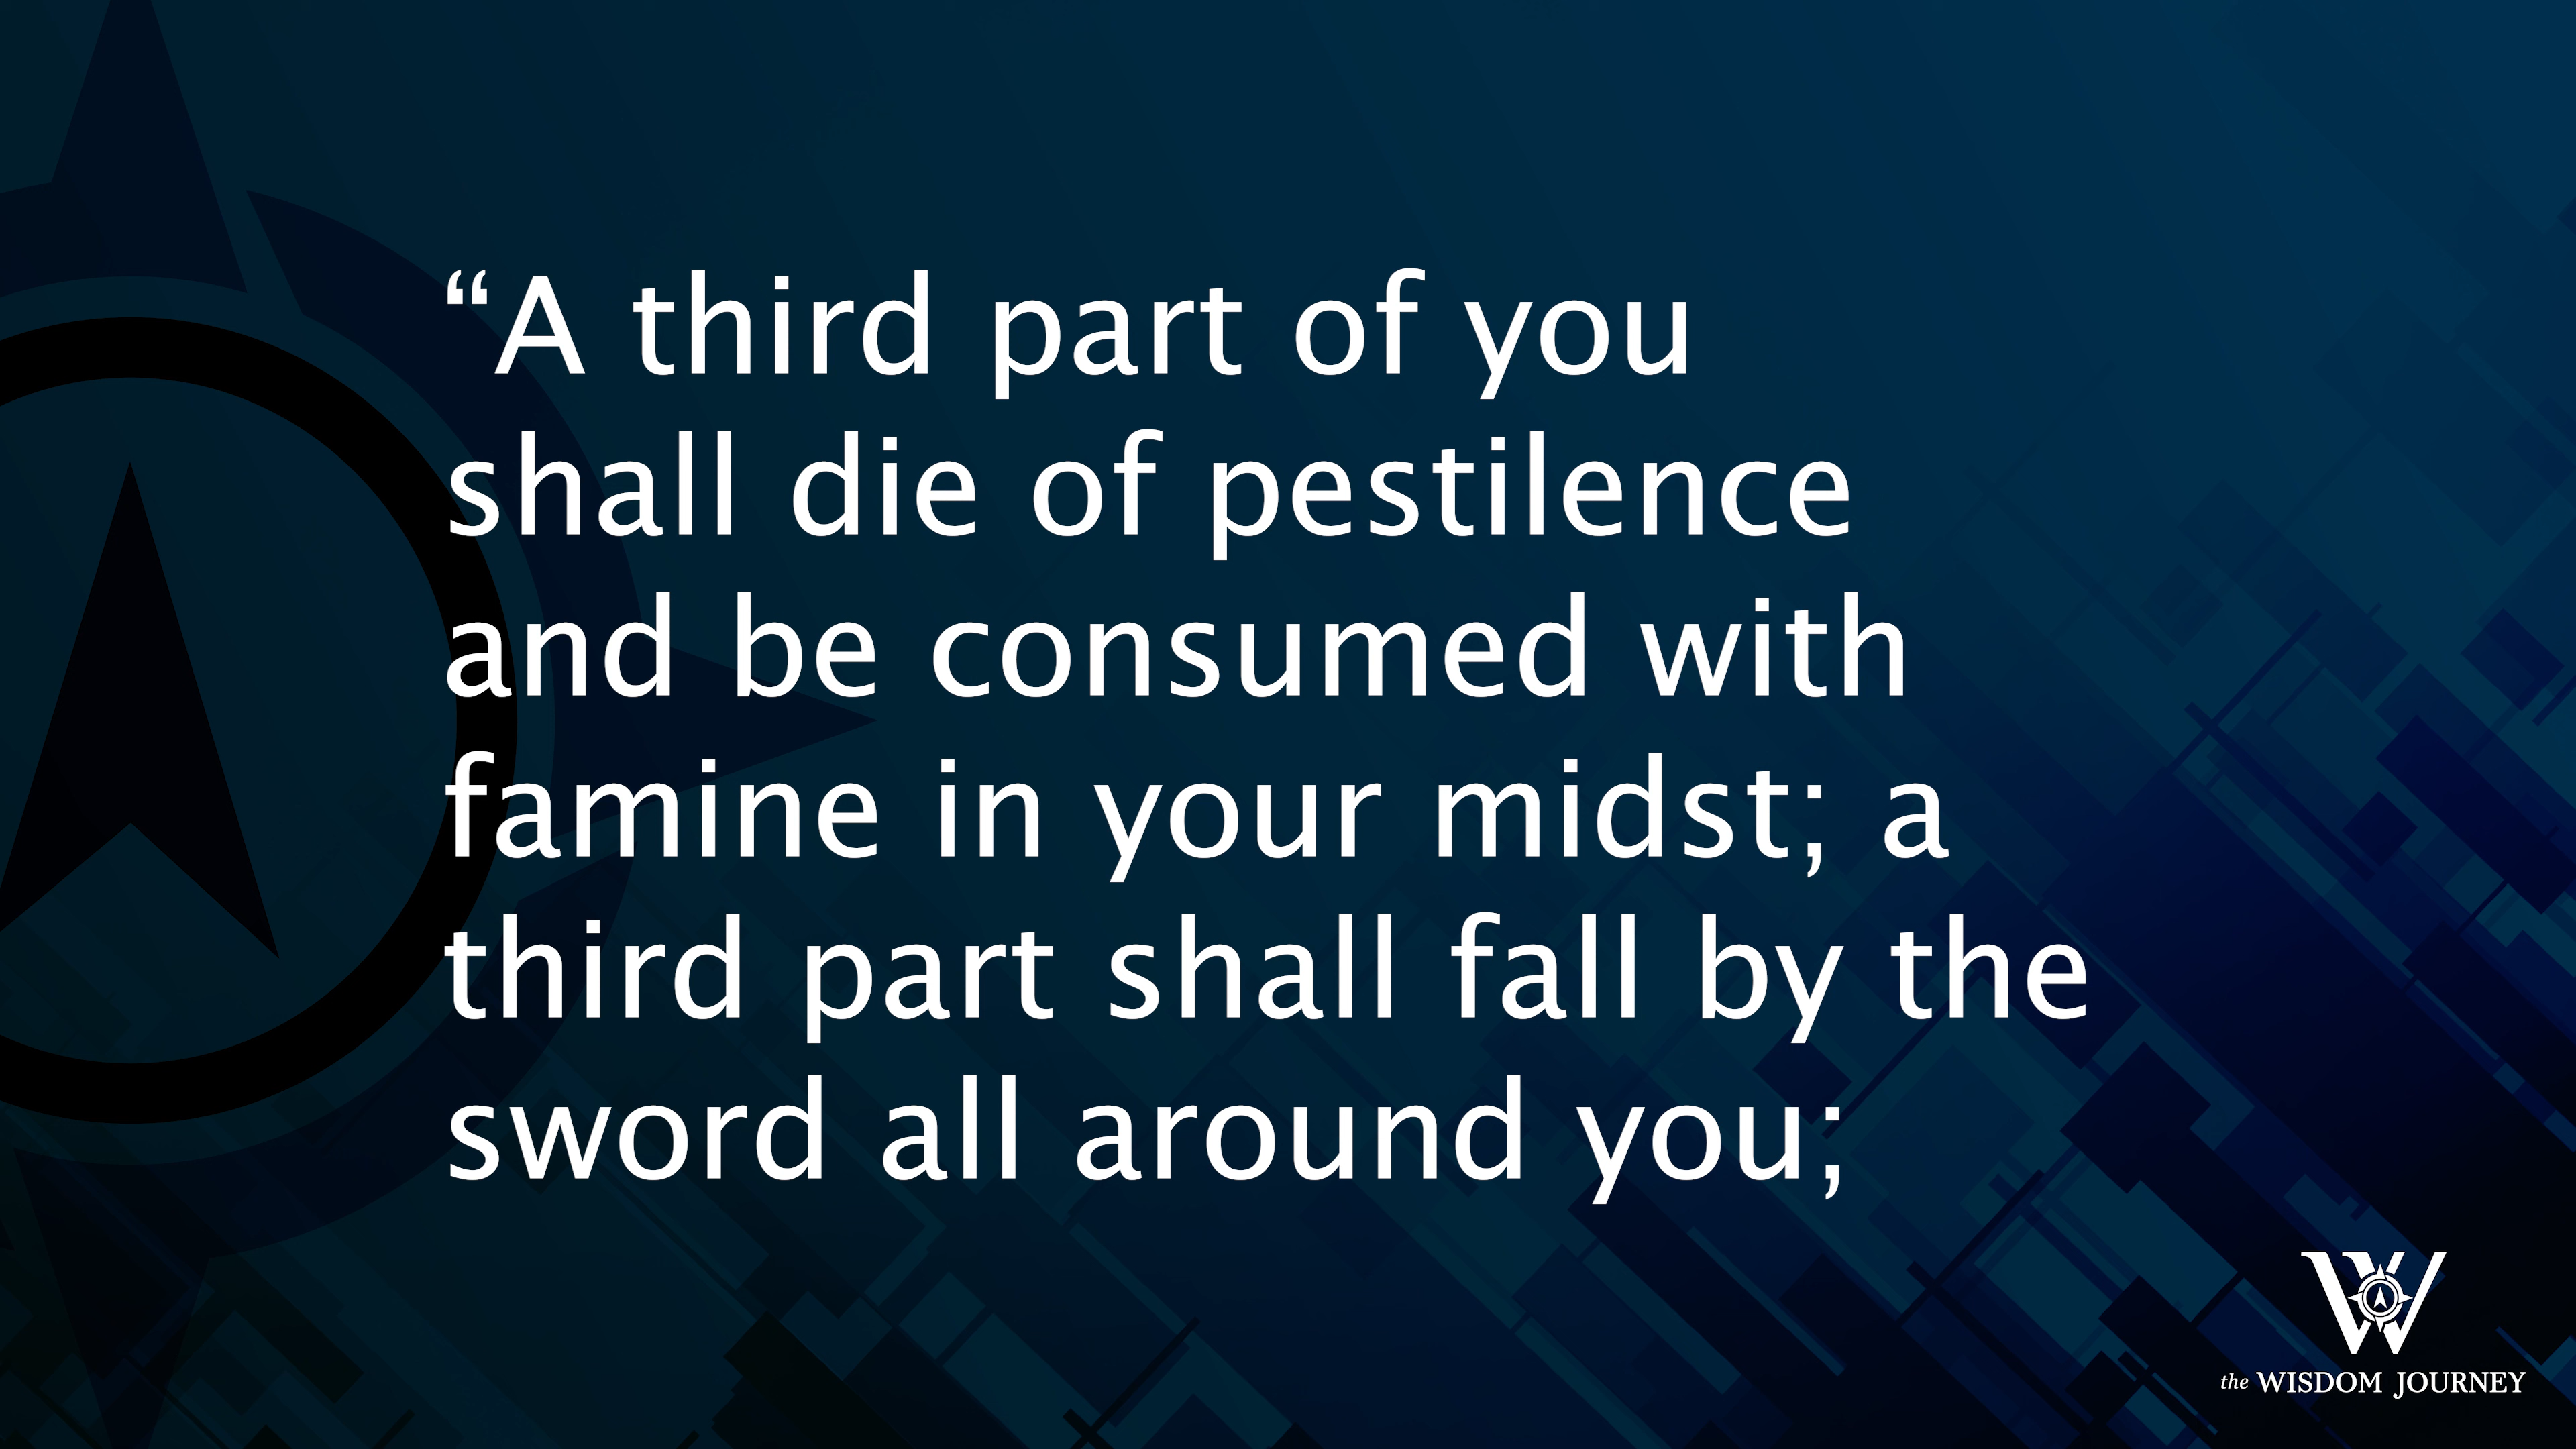 “A third part of you
shall die of pestilence
and be consumed with
famine in your midst; a
third part shall fall by the
sword all around you;
W
the WISDOM JOURNEY